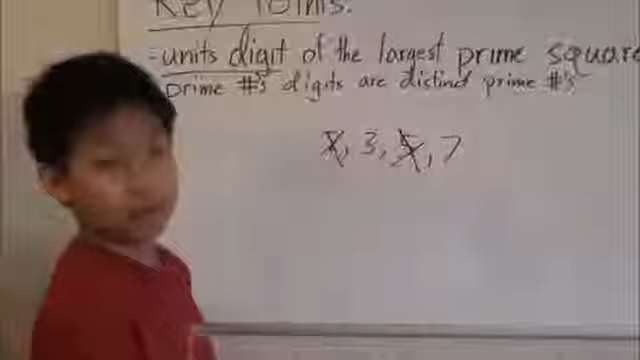 Key Points:
-units digit of the largest prime square
prime #'s digits are distinct prime #'s
2, 3, 5, 7